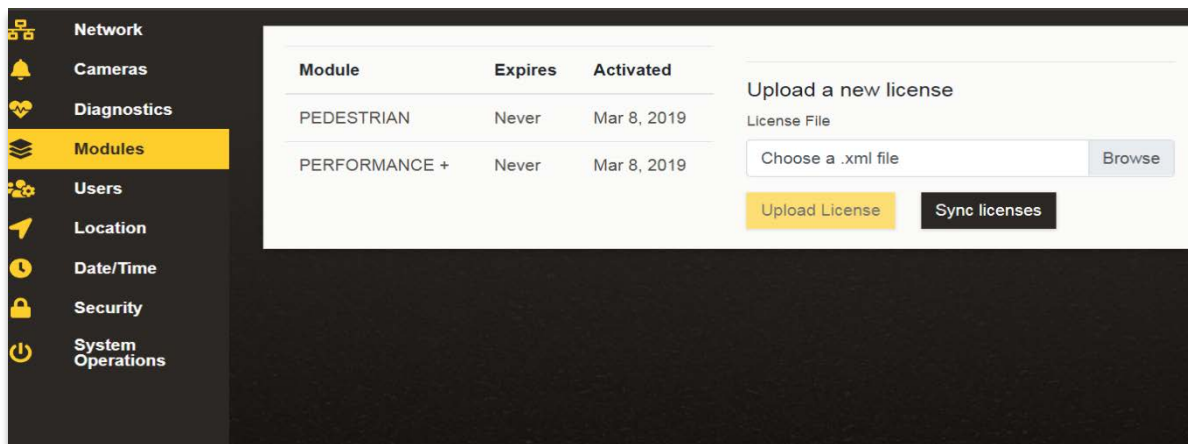 Network
Cameras
Diagnostics
Modules
Users
Location
Date/Time
Security
System
Operations
Module Expires Activated
PEDESTRIAN Never Mar 8, 2019
PERFORMANCE + Never Mar 8, 2019
Upload a new license
License File
Choose a .xml file Browse
Upload License Sync licenses